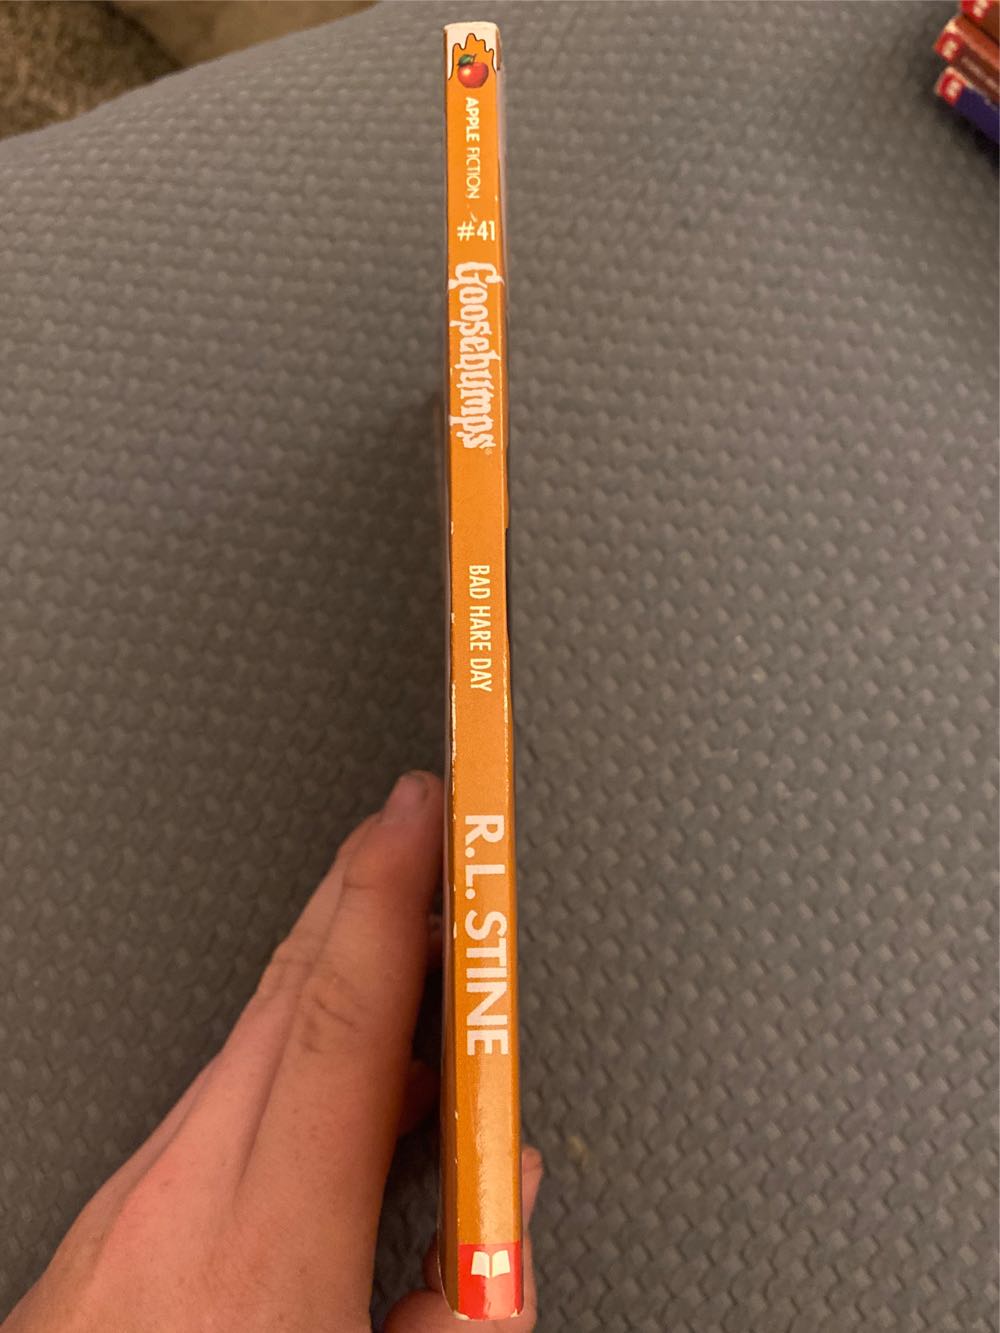 APPLE FICTION
#41
Goosebumps®
BAD HARE DAY
R.L. STINE